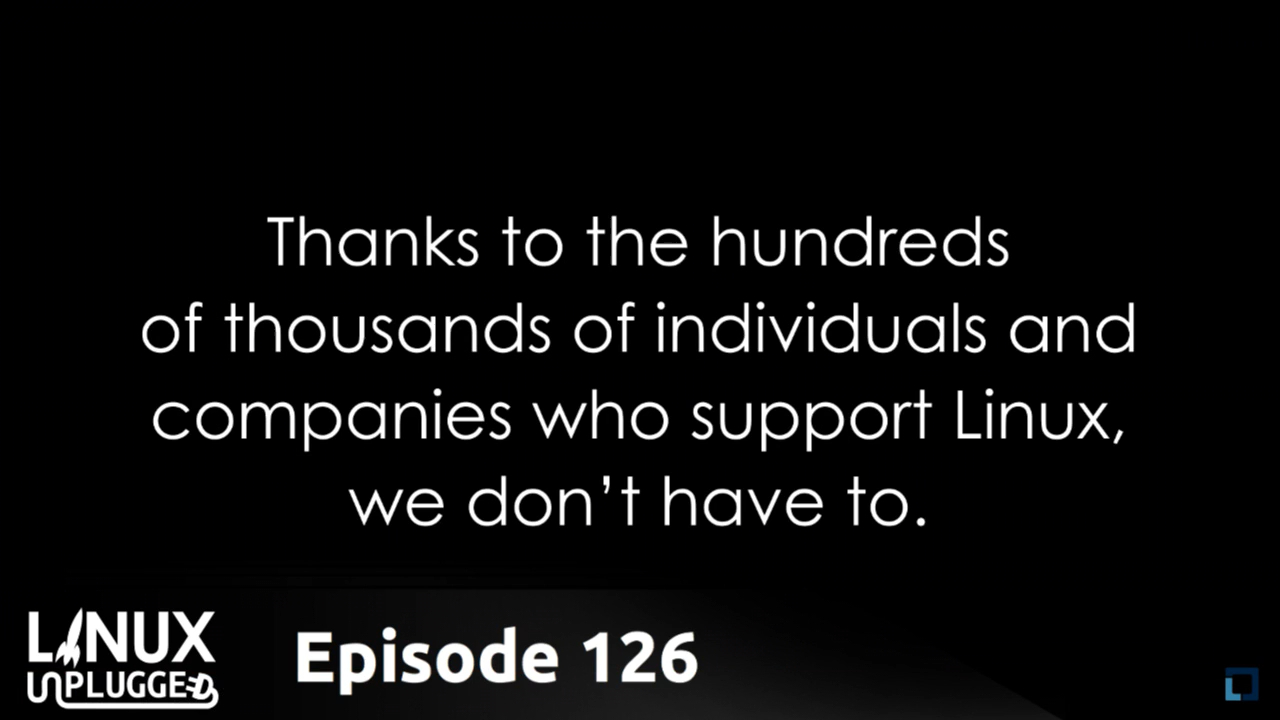 Thanks to the hundreds
of thousands of individuals and
companies who support Linux,
we don’t have to.
LINUX
UNPLUGGED
Episode 126